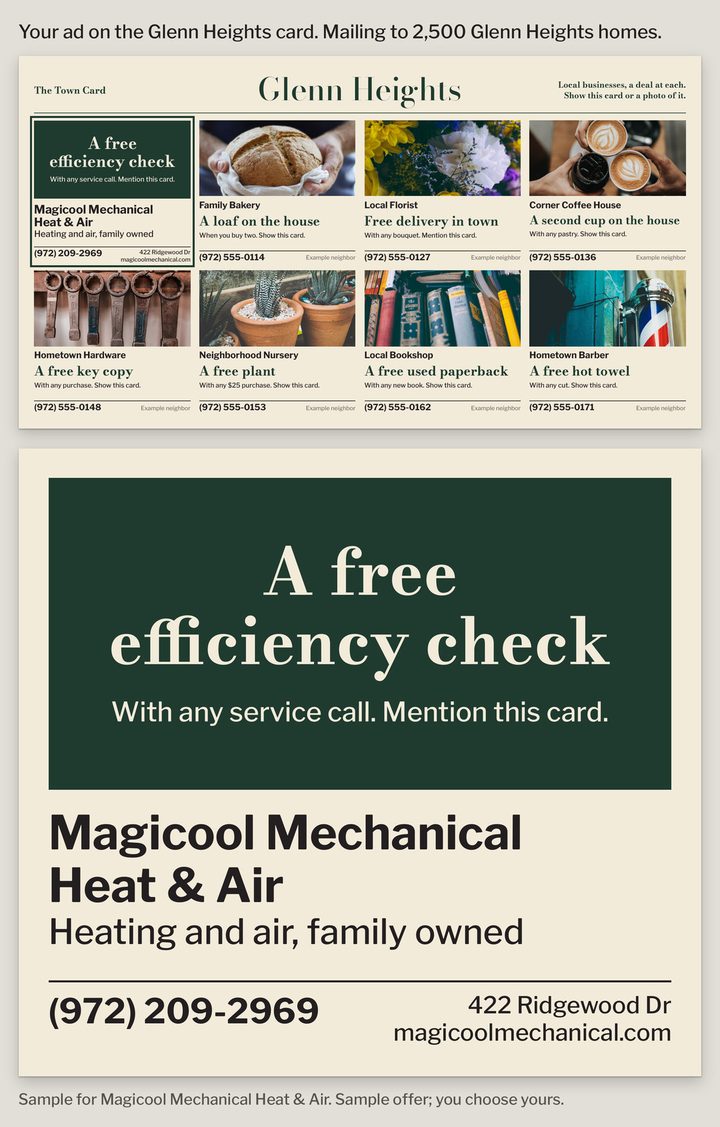 Your ad on the Glenn Heights card. Mailing to 2,500 Glenn Heights homes.
The Town Card
Glenn Heights
Local businesses, a deal at each.
Show this card or a photo of it.
A free
efficiency check
With any service call. Mention this card.
Magicool Mechanical
Heat & Air
Heating and air, family owned
(972) 209-2969
422 Ridgewood Dr
magicoolmechanical.com
Family Bakery
A loaf on the house
When you buy two. Show this card.
(972) 555-0114
Example neighbor
Local Florist
Free delivery in town
With any bouquet. Mention this card.
(972) 555-0127
Example neighbor
Corner Coffee House
A second cup on the house
With any pastry. Show this card.
(972) 555-0136
Example neighbor
Hometown Hardware
A free key copy
With any purchase. Show this card.
(972) 555-0148
Example neighbor
Neighborhood Nursery
A free plant
With any $25 purchase. Show this card.
(972) 555-0153
Example neighbor
Local Bookshop
A free used paperback
With any new book. Show this card.
(972) 555-0162
Example neighbor
Hometown Barber
A free hot towel
With any cut. Show this card.
(972) 555-0171
Example neighbor
A free
efficiency check
With any service call. Mention this card.
Magicool Mechanical
Heat & Air
Heating and air, family owned
(972) 209-2969
422 Ridgewood Dr
magicoolmechanical.com
Sample for Magicool Mechanical Heat & Air. Sample offer; you choose yours.